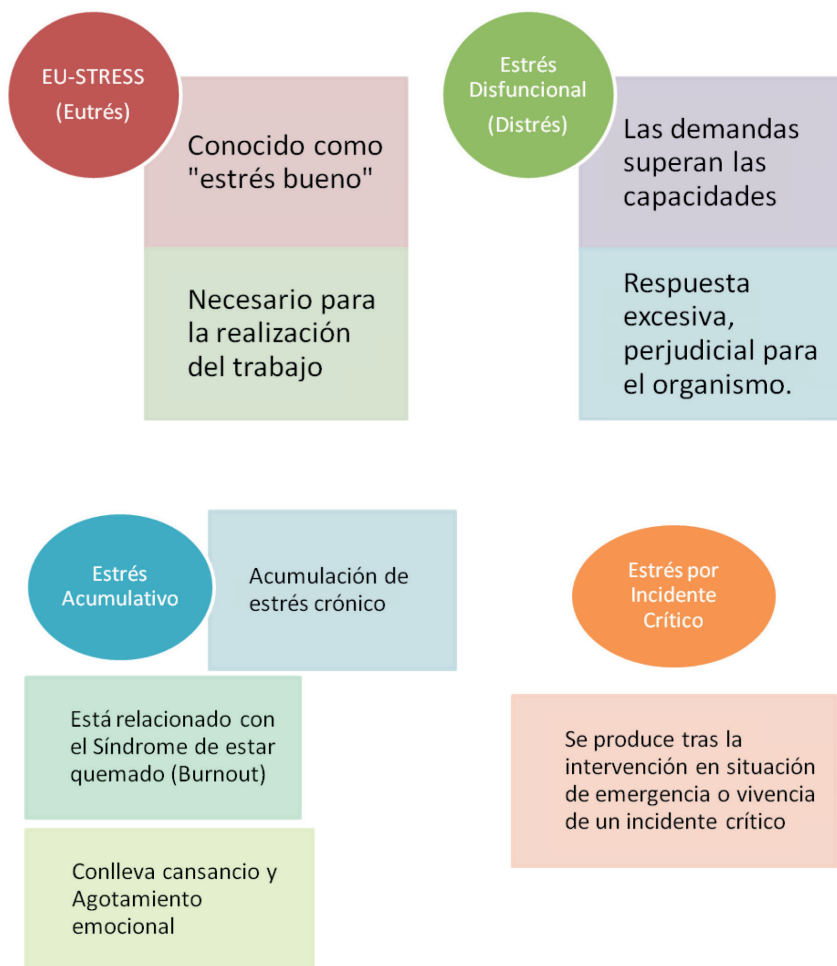 EU-STRESS
(Eutrés)
Conocido como
"estrés bueno"
Necesario para
la realización
del trabajo
Estrés
Disfuncional
(Distrés)
Las demandas
superan las
capacidades
Respuesta
excesiva,
perjudicial para
el organismo.
Estrés
Acumulativo
Acumulación de
estrés crónico
Está relacionado con
el Síndrome de estar
quemado (Burnout)
Conlleva cansancio y
Agotamiento
emocional
Estrés por
Incidente
Crítico
Se produce tras la
intervención en situación
de emergencia o vivencia
de un incidente crítico